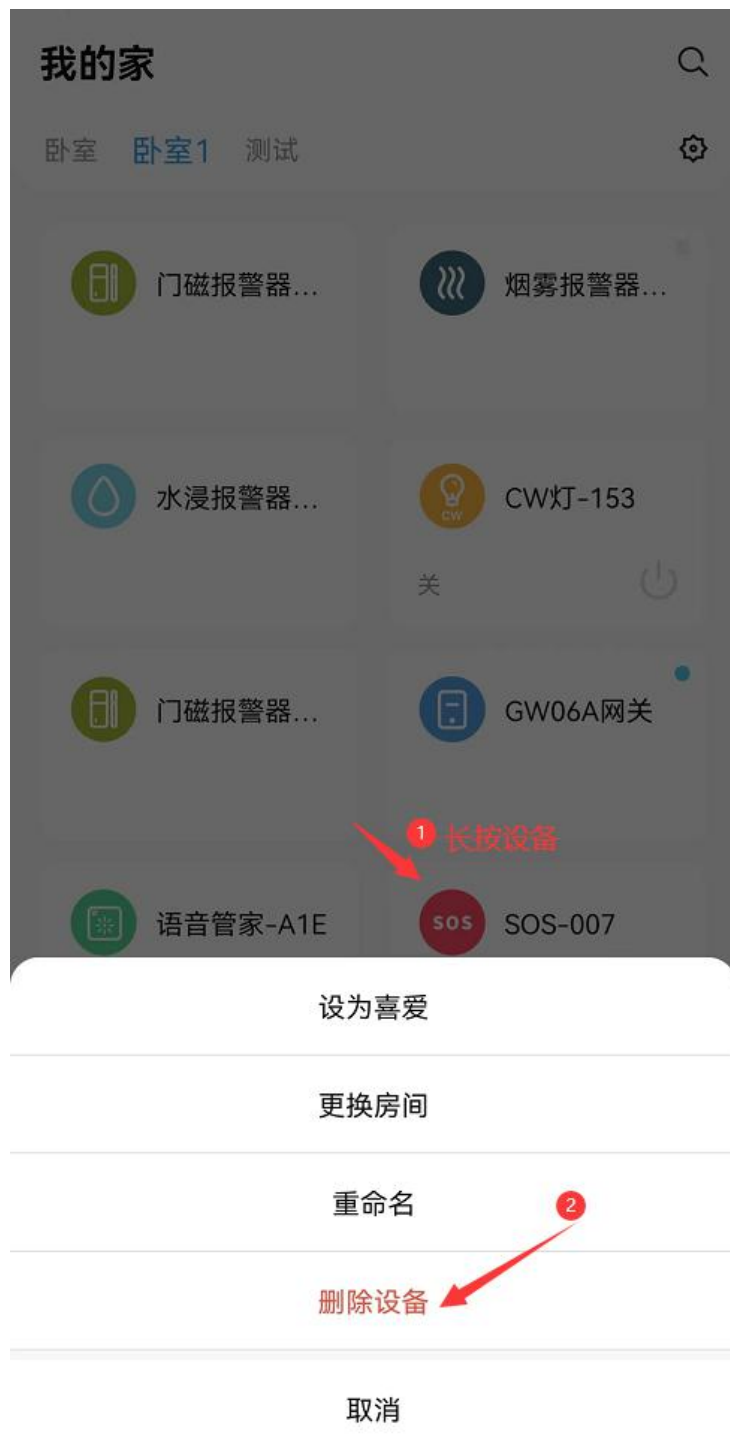 我的家
卧室 卧室1 测试
门磁报警器... 烟雾报警器...
水浸报警器... CW CW灯-153
关
门磁报警器... GW06A网关
1 长按设备
语音管家-A1E SOS SOS-007
设为喜爱
更换房间
重命名 2
删除设备
取消